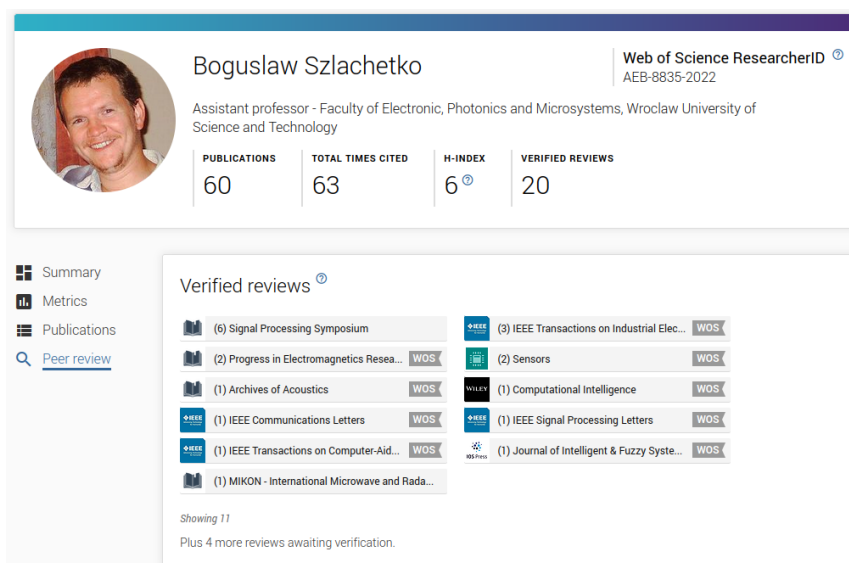 Boguslaw Szlachetko
Web of Science ResearcherID ?
AEB-8835-2022
Assistant professor - Faculty of Electronic, Photonics and Microsystems, Wroclaw University of
Science and Technology
PUBLICATIONS
60
TOTAL TIMES CITED
63
H-INDEX
6 ?
VERIFIED REVIEWS
20
Summary
Metrics
Publications
Peer review
Verified reviews ?
(6) Signal Processing Symposium
IEEE (3) IEEE Transactions on Industrial Elec... WOS
(2) Progress in Electromagnetics Resea... WOS
(2) Sensors WOS
(1) Archives of Acoustics WOS
WILEY (1) Computational Intelligence WOS
IEEE (1) IEEE Communications Letters WOS
IEEE (1) IEEE Signal Processing Letters WOS
IEEE (1) IEEE Transactions on Computer-Aid... WOS
IOS Press (1) Journal of Intelligent & Fuzzy Syste... WOS
(1) MIKON - International Microwave and Rada...
Showing 11
Plus 4 more reviews awaiting verification.